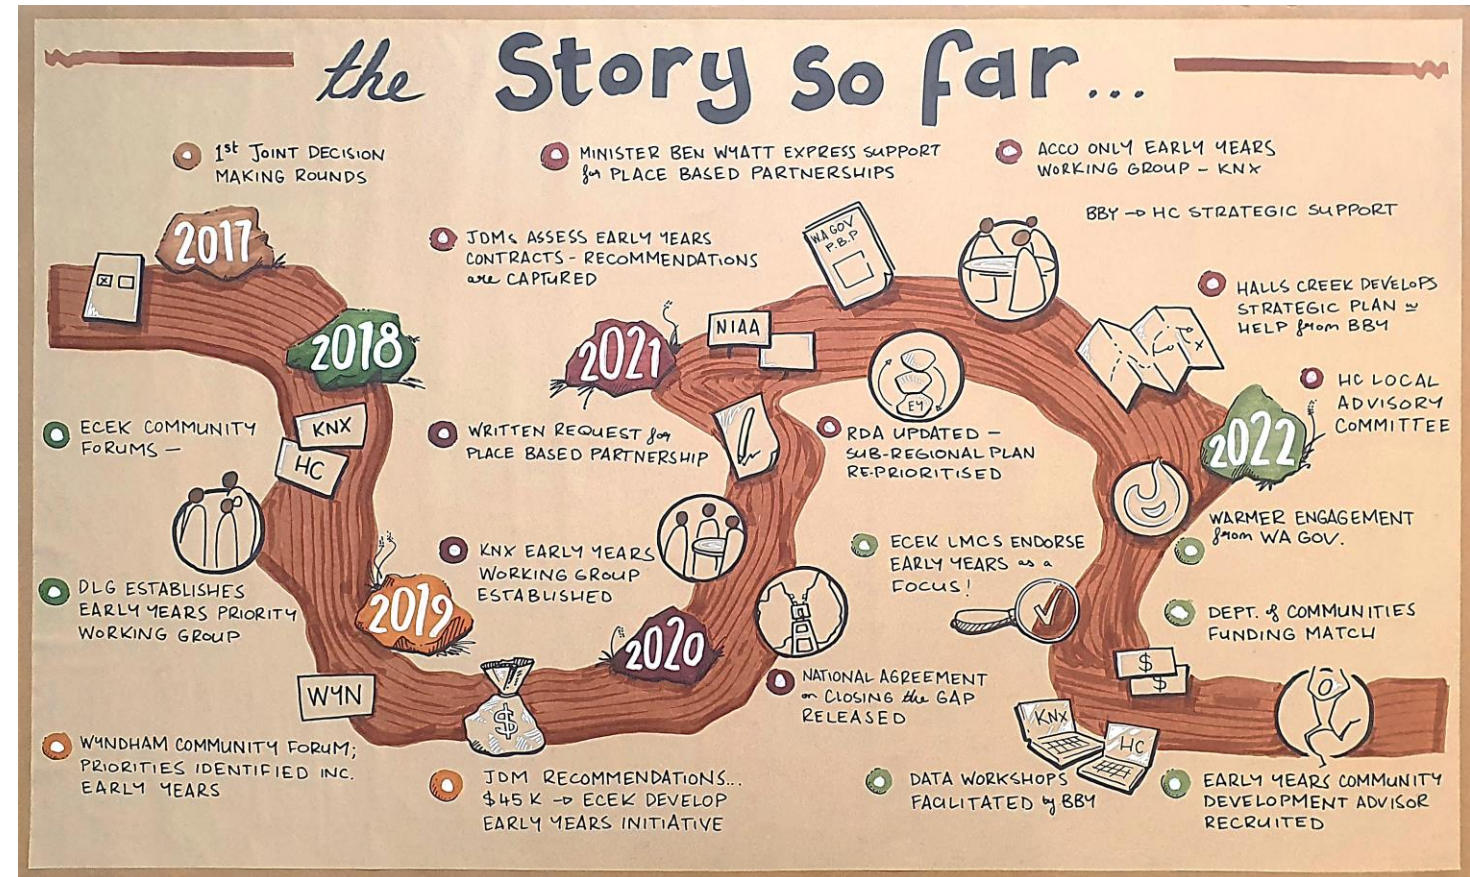 the Story so far...
1st JOINT DECISION
MAKING ROUNDS
MINISTER BEN WYATT EXPRESS SUPPORT
for PLACE BASED PARTNERSHIPS
ACCO ONLY EARLY YEARS
WORKING GROUP - KNX
BBY → HC STRATEGIC SUPPORT
2017
JDMs ASSESS EARLY YEARS
CONTRACTS - RECOMMENDATIONS
are CAPTURED
WA GOV
P.B.P
HALLS CREEK DEVELOPS
STRATEGIC PLAN w
HELP from BBY
2018
2021
NIAA
HC LOCAL
ADVISORY
COMMITTEE
EY
2022
ECEK COMMUNITY
FORUMS -
KNX
HC
WRITTEN REQUEST for
PLACE BASED PARTNERSHIP
RDA UPDATED -
SUB-REGIONAL PLAN
RE-PRIORITISED
WARMER ENGAGEMENT
from WA GOV.
KNX EARLY YEARS
WORKING GROUP
ESTABLISHED
ECEK LMCS ENDORSE
EARLY YEARS as a
FOCUS!
DLG ESTABLISHES
EARLY YEARS PRIORITY
WORKING GROUP
2019
2020
DEPT. of COMMUNITIES
FUNDING MATCH
$
$
WYN
$
NATIONAL AGREEMENT
on CLOSING the GAP
RELEASED
KNX
HC
WYNDHAM COMMUNITY FORUM;
PRIORITIES IDENTIFIED INC.
EARLY YEARS
JDM RECOMMENDATIONS...
$45K → ECEK DEVELOP
EARLY YEARS INITIATIVE
DATA WORKSHOPS
FACILITATED by BBY
EARLY YEARS COMMUNITY
DEVELOPMENT ADVISOR
RECRUITED